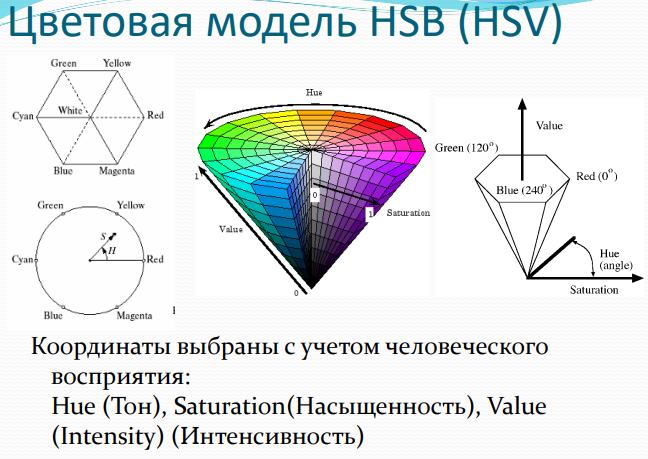 Цветовая модель HSB (HSV)
Green Yellow
Cyan White Red
Blue Magenta
Green Yellow
S
H
Cyan Red
Blue Magenta
Hue
1
0
1 Saturation
Value
0
Value
Green (120°)
Red (0°)
Blue (240°)
Hue
(angle)
Saturation
Координаты выбраны с учетом человеческого
восприятия:
Hue (Тон), Saturation(Насыщенность), Value
(Intensity) (Интенсивность)